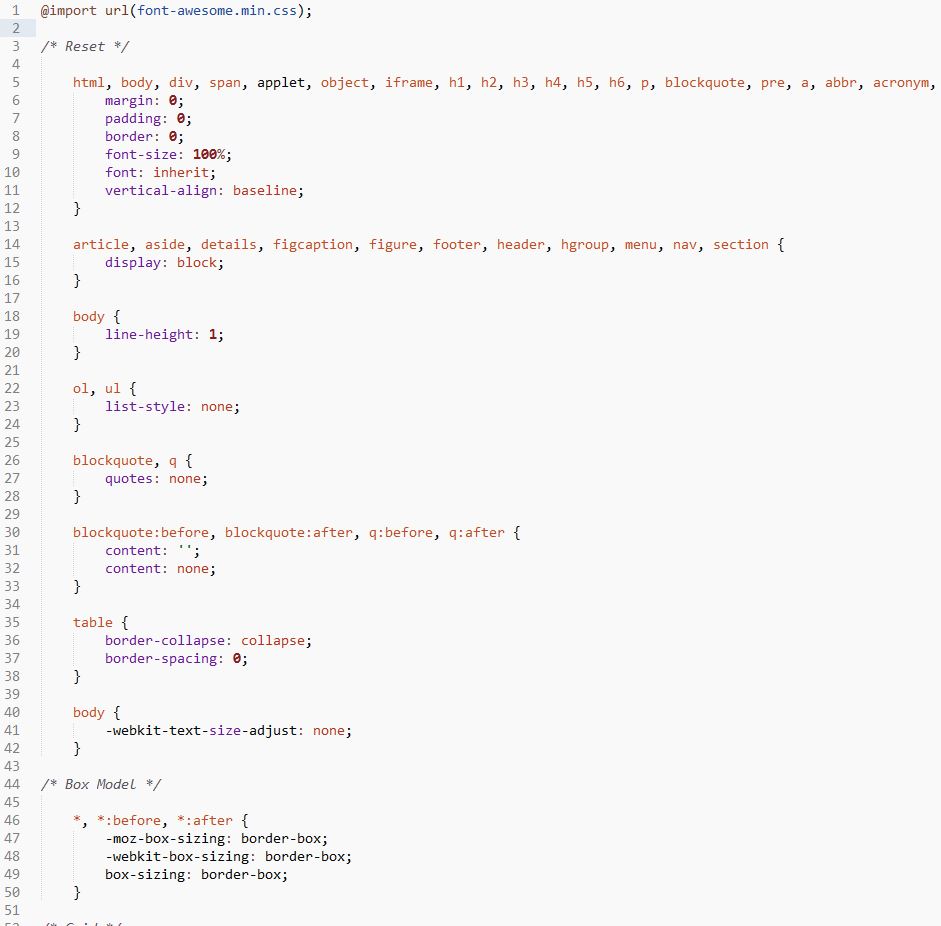 1 @import url(font-awesome.min.css);
2
3 /* Reset */
4
5 html, body, div, span, applet, object, iframe, h1, h2, h3, h4, h5, h6, p, blockquote, pre, a, abbr, acronym,
6 margin: 0;
7 padding: 0;
8 border: 0;
9 font-size: 100%;
10 font: inherit;
11 vertical-align: baseline;
12 }
13
14 article, aside, details, figcaption, figure, footer, header, hgroup, menu, nav, section {
15 display: block;
16 }
17
18 body {
19 line-height: 1;
20 }
21
22 ol, ul {
23 list-style: none;
24 }
25
26 blockquote, q {
27 quotes: none;
28 }
29
30 blockquote:before, blockquote:after, q:before, q:after {
31 content: '';
32 content: none;
33 }
34
35 table {
36 border-collapse: collapse;
37 border-spacing: 0;
38 }
39
40 body {
41 -webkit-text-size-adjust: none;
42 }
43
44 /* Box Model */
45
46 *, *:before, *:after {
47 -moz-box-sizing: border-box;
48 -webkit-box-sizing: border-box;
49 box-sizing: border-box;
50 }
51